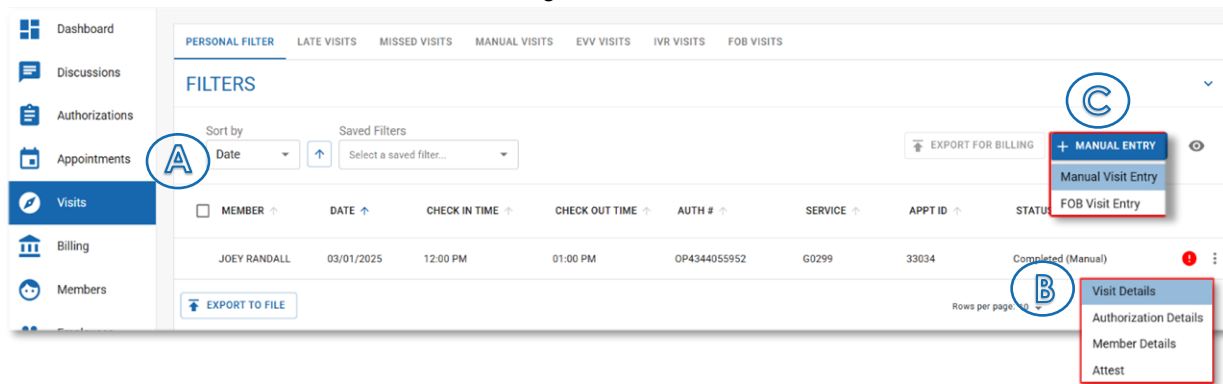 Dashboard
Discussions
Authorizations
Appointments
Visits
Billing
Members
PERSONAL FILTER LATE VISITS MISSED VISITS MANUAL VISITS EVV VISITS IVR VISITS FOB VISITS
FILTERS
C
A
Sort by Saved Filters
Date Select a saved filter...
EXPORT FOR BILLING + MANUAL ENTRY
Manual Visit Entry
FOB Visit Entry
MEMBER DATE CHECK IN TIME CHECK OUT TIME AUTH # SERVICE APPT ID STATUS
JOEY RANDALL 03/01/2025 12:00 PM 01:00 PM OP4344055952 G0299 33034 Completed (Manual)
EXPORT TO FILE
Rows per page: 10
B
Visit Details
Authorization Details
Member Details
Attest